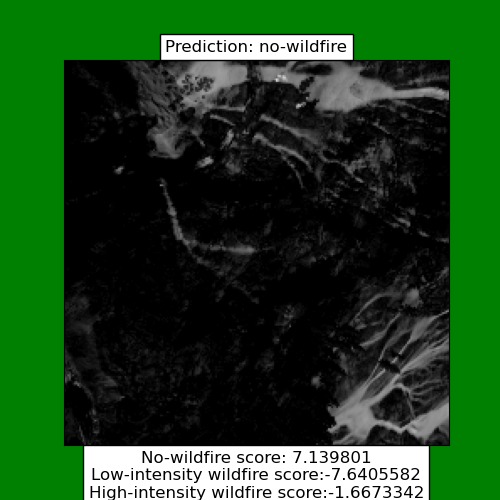 Prediction: no-wildfire
No-wildfire score: 7.139801
Low-intensity wildfire score:-7.6405582
High-intensity wildfire score:-1.6673342